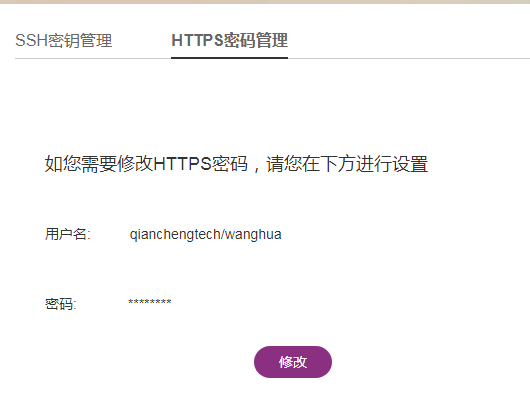 SSH密钥管理 HTTPS密码管理
如您需要修改HTTPS密码，请您在下方进行设置
用户名: qianchengtech/wanghua
密码: ********
修改